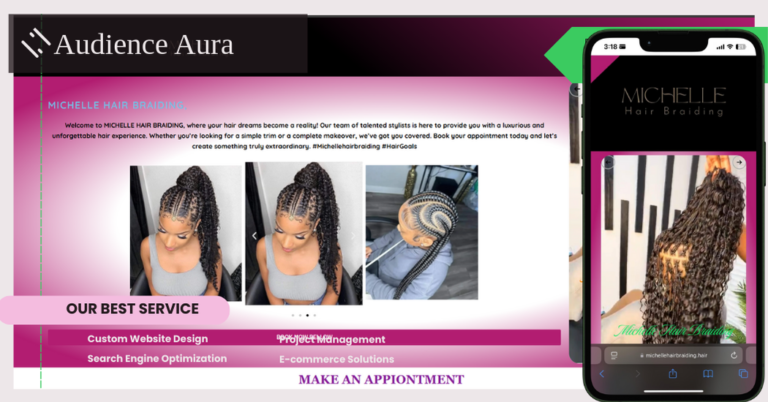 Audience Aura
MICHELLE HAIR BRAIDING,
Welcome to MICHELLE HAIR BRAIDING, where your hair dreams become a reality! Our team of talented stylists is here to provide you with a luxurious and
unforgettable hair experience. Whether you're looking for a simple trim or a complete makeover, we've got you covered. Book your appointment today and let's
create something truly extraordinary. #Michellehairbraiding #HairGoals
OUR BEST SERVICE
Custom Website Design
Project Management
Search Engine Optimization
E-commerce Solutions
MAKE AN APPIONTMENT
3:18
MICHELLE
Hair Braiding
Michelle Hair Braiding
michellehairbraiding.hair